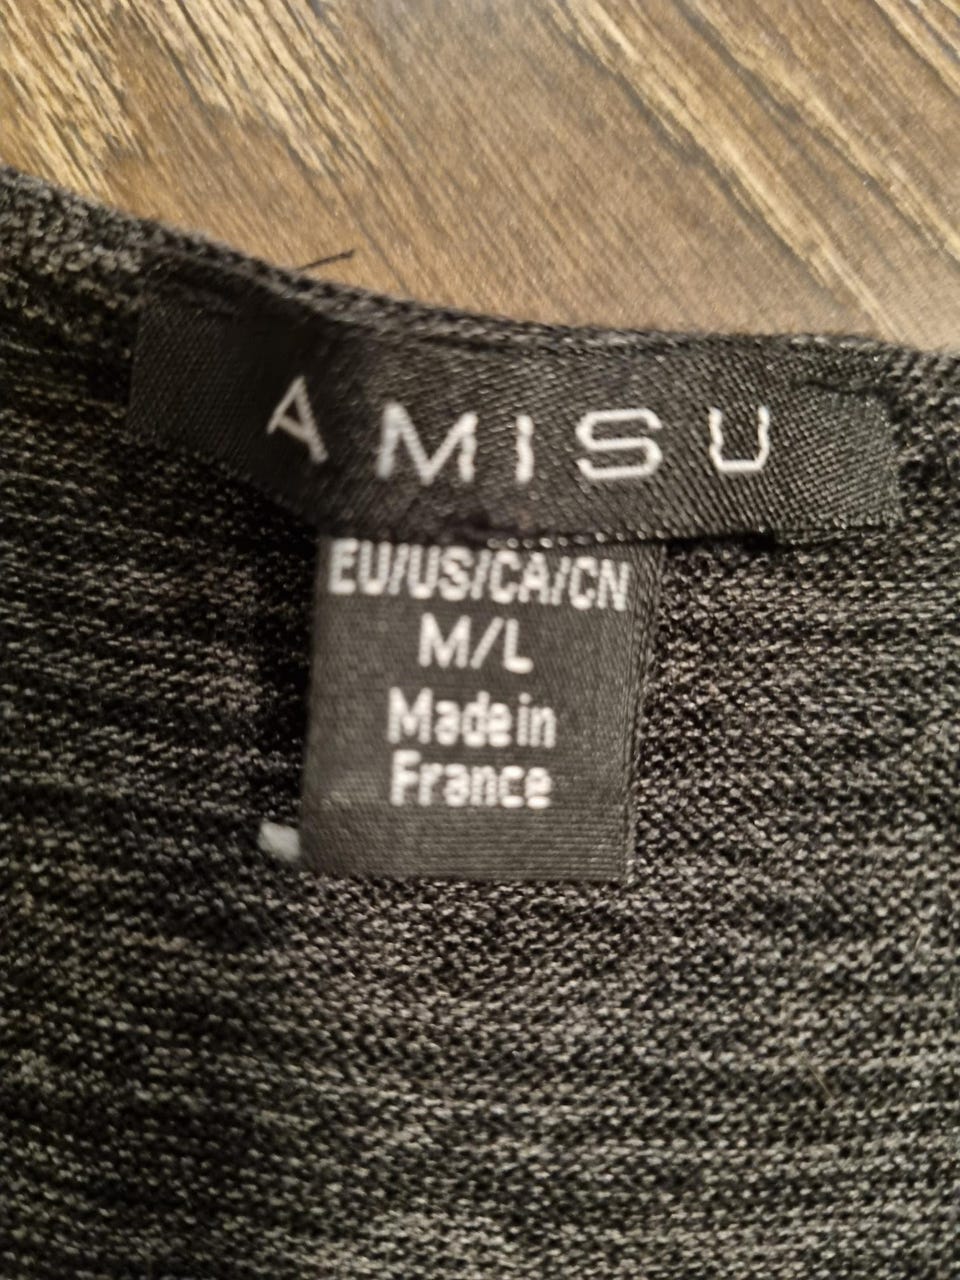 AMISU
EU/US/CA/CN
M/L
Made in
France